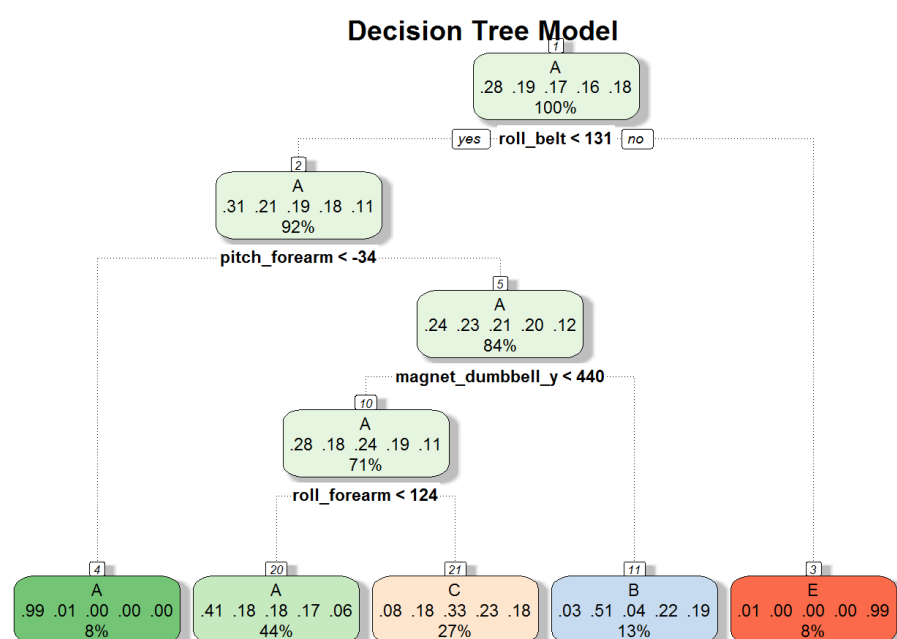 Decision Tree Model
1
A
.28 .19 .17 .16 .18
100%
yes roll_belt < 131 no
2
A
.31 .21 .19 .18 .11
92%
pitch_forearm < -34
5
A
.24 .23 .21 .20 .12
84%
magnet_dumbbell_y < 440
10
A
.28 .18 .24 .19 .11
71%
roll_forearm < 124
4 20 21 11 3
A A C B E
.99 .01 .00 .00 .00 .41 .18 .18 .17 .06 .08 .18 .33 .23 .18 .03 .51 .04 .22 .19 .01 .00 .00 .00 .99
8% 44% 27% 13% 8%